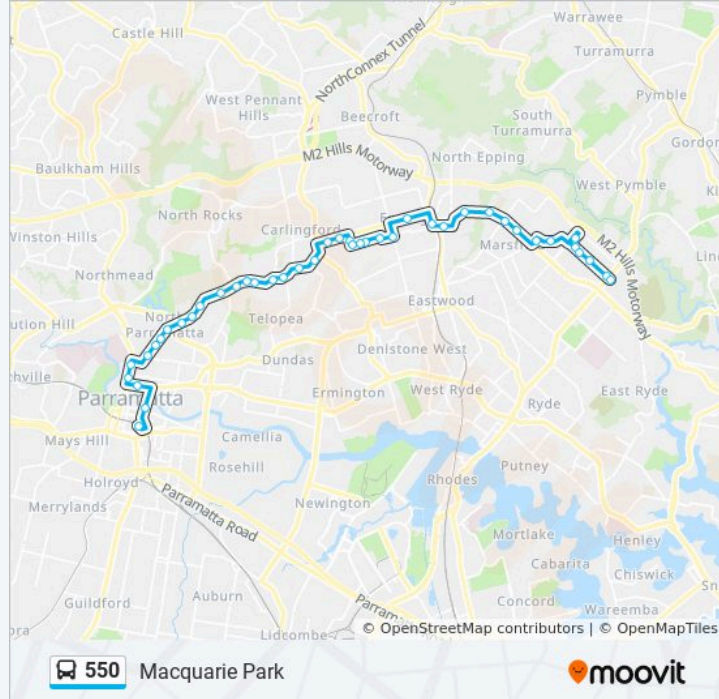 Warrawee
Castle Hill
NorthConnex Tunnel
Turramurra
Pymble
West Pennant
Hills
Beecroft
South
Turramurra
Gordon
M2 Hills Motorway
North Epping
Baulkham Hills
West Pymble
North Rocks
Carlingford
Winston Hills
M2 Hills Motorway
Northmead
Eastwood
Telopea
Denistone West
Dundas
Parramatta
Ermington
West Ryde
East Ryde
Ryde
Mays Hill
Camellia
Putney
Rosehill
Rhodes
Holroyd
Newington
Merrylands
Parramatta Road
Mortlake
Henley
Cabarita
Chiswick
Guildford
Auburn
Concord
Wareemba
Lidcombe
© OpenStreetMap contributors | © OpenMapTiles
550 Macquarie Park
moovit